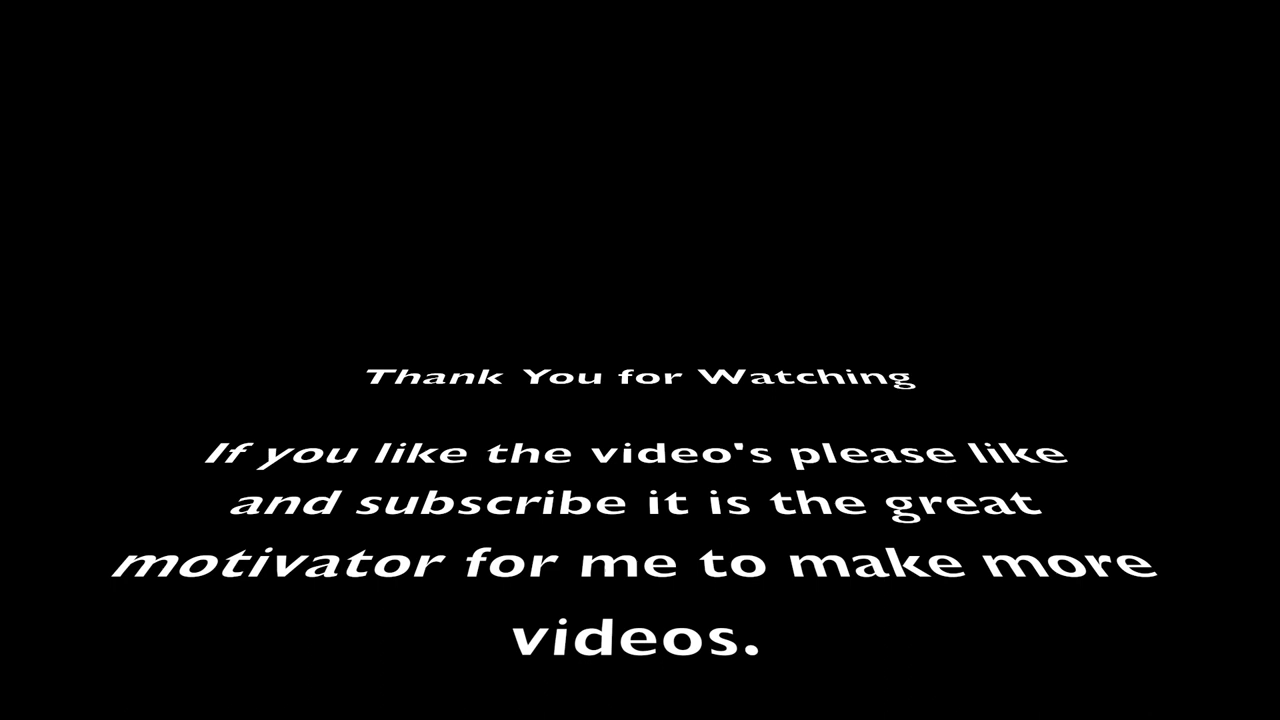 Thank You for Watching
If you like the video's please like
and subscribe it is the great
motivator for me to make more
videos.